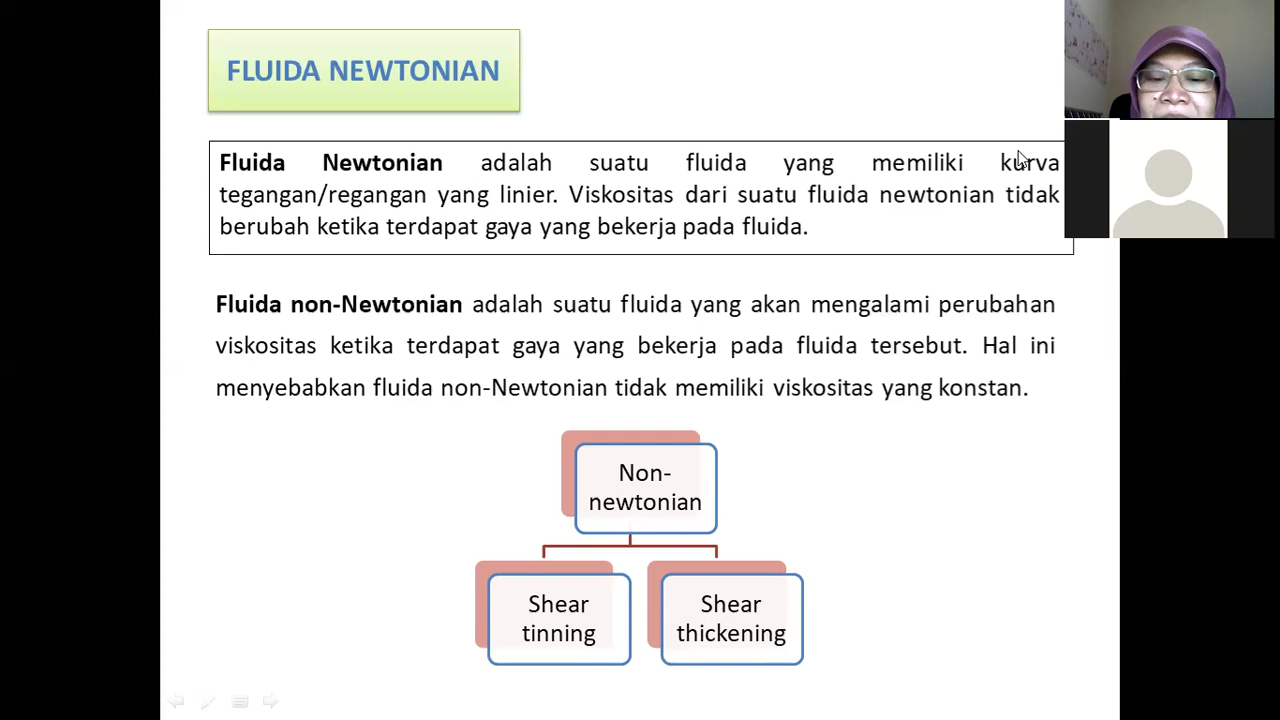 FLUIDA NEWTONIAN
Fluida Newtonian adalah suatu fluida yang memiliki kurva
tegangan/regangan yang linier. Viskositas dari suatu fluida newtonian tidak
berubah ketika terdapat gaya yang bekerja pada fluida.
Fluida non-Newtonian adalah suatu fluida yang akan mengalami perubahan
viskositas ketika terdapat gaya yang bekerja pada fluida tersebut. Hal ini
menyebabkan fluida non-Newtonian tidak memiliki viskositas yang konstan.
Non-
newtonian
Shear
tinning
Shear
thickening